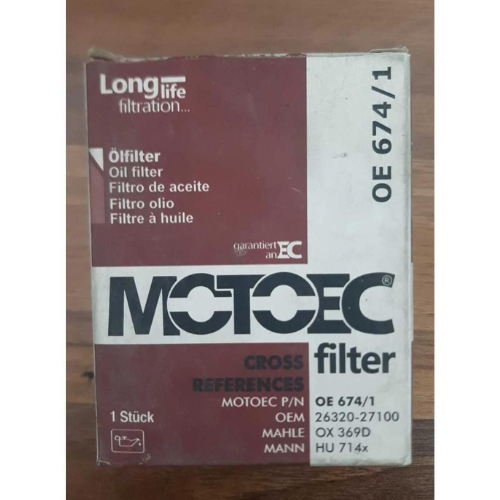 Long life
filtration...
Ölfilter
Oil filter
Filtro de aceite
Filtro olio
Filtre à huile
OE 674/1
garantiert
an EC
MOTOEC®
filter
CROSS
REFERENCES
MOTOEC P/N OE 674/1
OEM 26320-27100
MAHLE OX 369D
MANN HU 714x
1 Stück